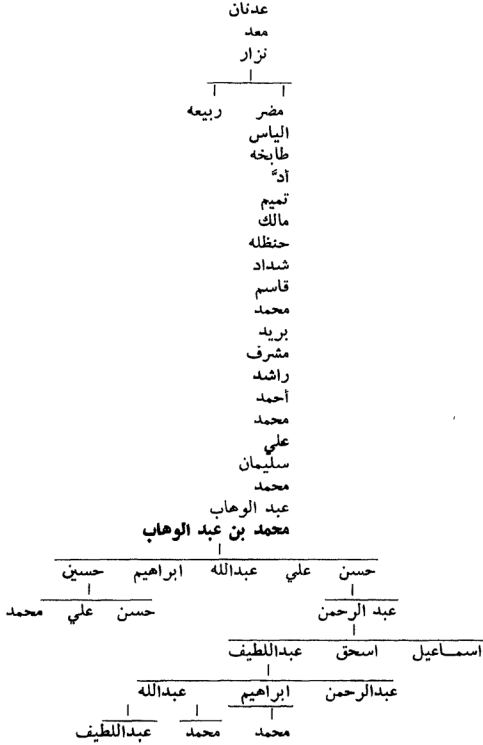 عدنان
معد
نزار
مضر ربيعه
الياس
طابخه
أدَّ
تميم
مالك
حنظله
شداد
قاسم
محمد
بريد
مشرف
راشد
أحمد
محمد
علي
سليمان
محمد
عبد الوهاب
محمد بن عبد الوهاب
حسن علي عبدالله ابراهيم حسين
عبد الرحمن حسن علي محمد
اسمـاعيل اسحق عبداللطيف
عبدالرحمن ابراهيم عبدالله
محمد محمد عبداللطيف